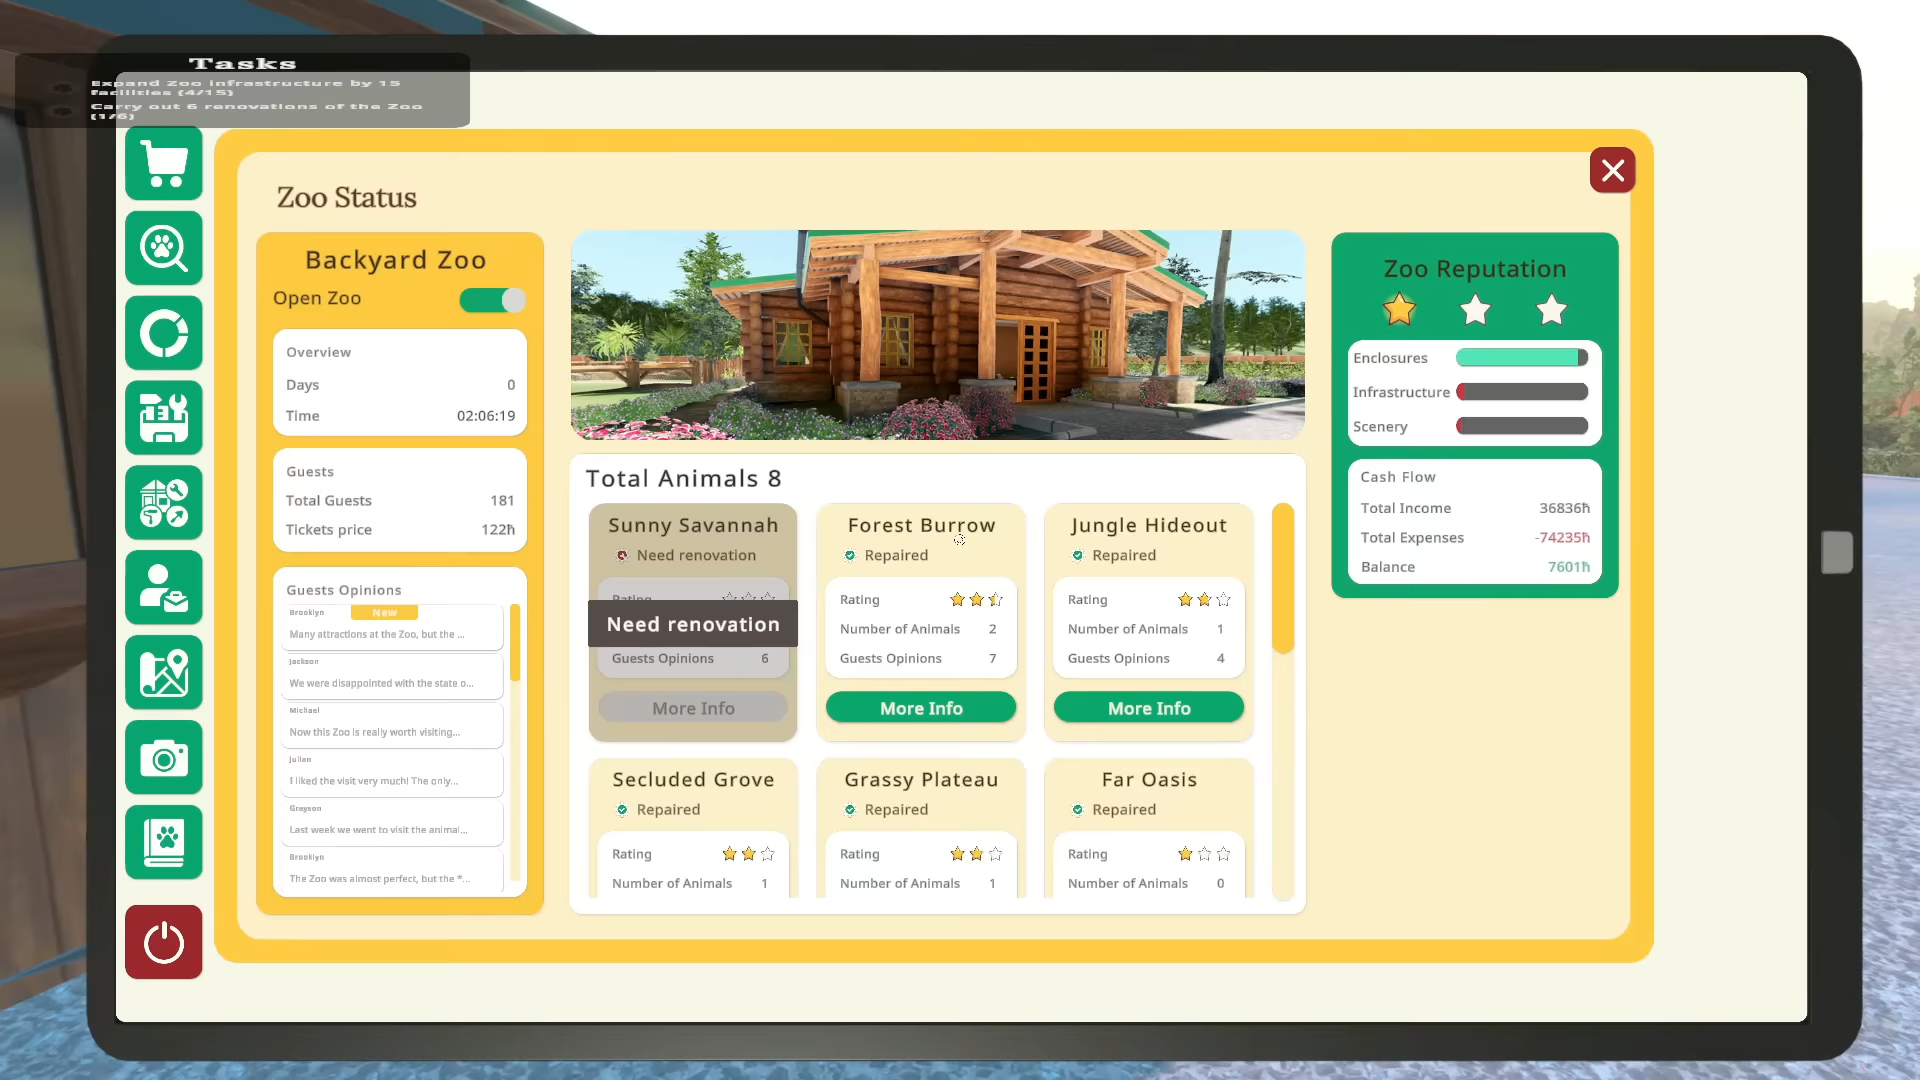 Tasks
Expand Zoo infrastructure by 15
facilities (4/15)
Carry out 6 renovations of the Zoo
(1/6)
Zoo Status
Backyard Zoo
Open Zoo
Overview
Days 0
Time 02:06:19
Guests
Total Guests 181
Tickets price 122ħ
Guests Opinions
Brooklyn New
Many attractions at the Zoo, but the ...
Jackson
We were disappointed with the state o...
Michael
Now this Zoo is really worth visiting...
Julian
I liked the visit very much! The only...
Grayson
Last week we went to visit the animal...
Brooklyn
The Zoo was almost perfect, but the *...
Total Animals 8
Sunny Savannah
Need renovation
Rating
Need renovation
Guests Opinions 6
More Info
Forest Burrow
Repaired
Rating
Number of Animals 2
Guests Opinions 7
More Info
Jungle Hideout
Repaired
Rating
Number of Animals 1
Guests Opinions 4
More Info
Secluded Grove
Repaired
Rating
Number of Animals 1
Grassy Plateau
Repaired
Rating
Number of Animals 1
Far Oasis
Repaired
Rating
Number of Animals 0
Zoo Reputation
Enclosures
Infrastructure
Scenery
Cash Flow
Total Income 36836ħ
Total Expenses -74235ħ
Balance 7601ħ